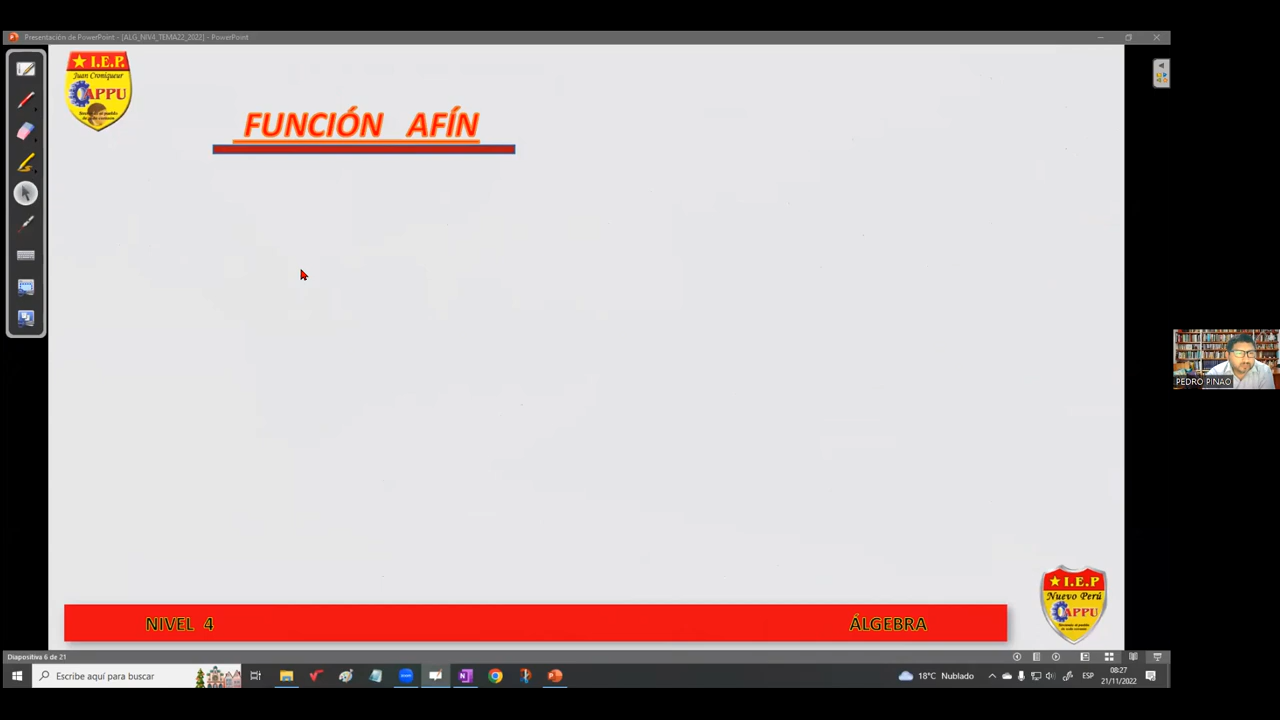 Presentación de PowerPoint - [ALG_NIV4_TEMA22_2022] - PowerPoint
I.E.P.
Juan Croniqueur
CAPPU
FUNCIÓN AFÍN
PEDRO PINAO
I.E.P
Nuevo Perú
CAPPU
NIVEL 4
ÁLGEBRA
Diapositiva 6 de 21
Escribe aquí para buscar
18°C Nublado
ESP
08:27
21/11/2022